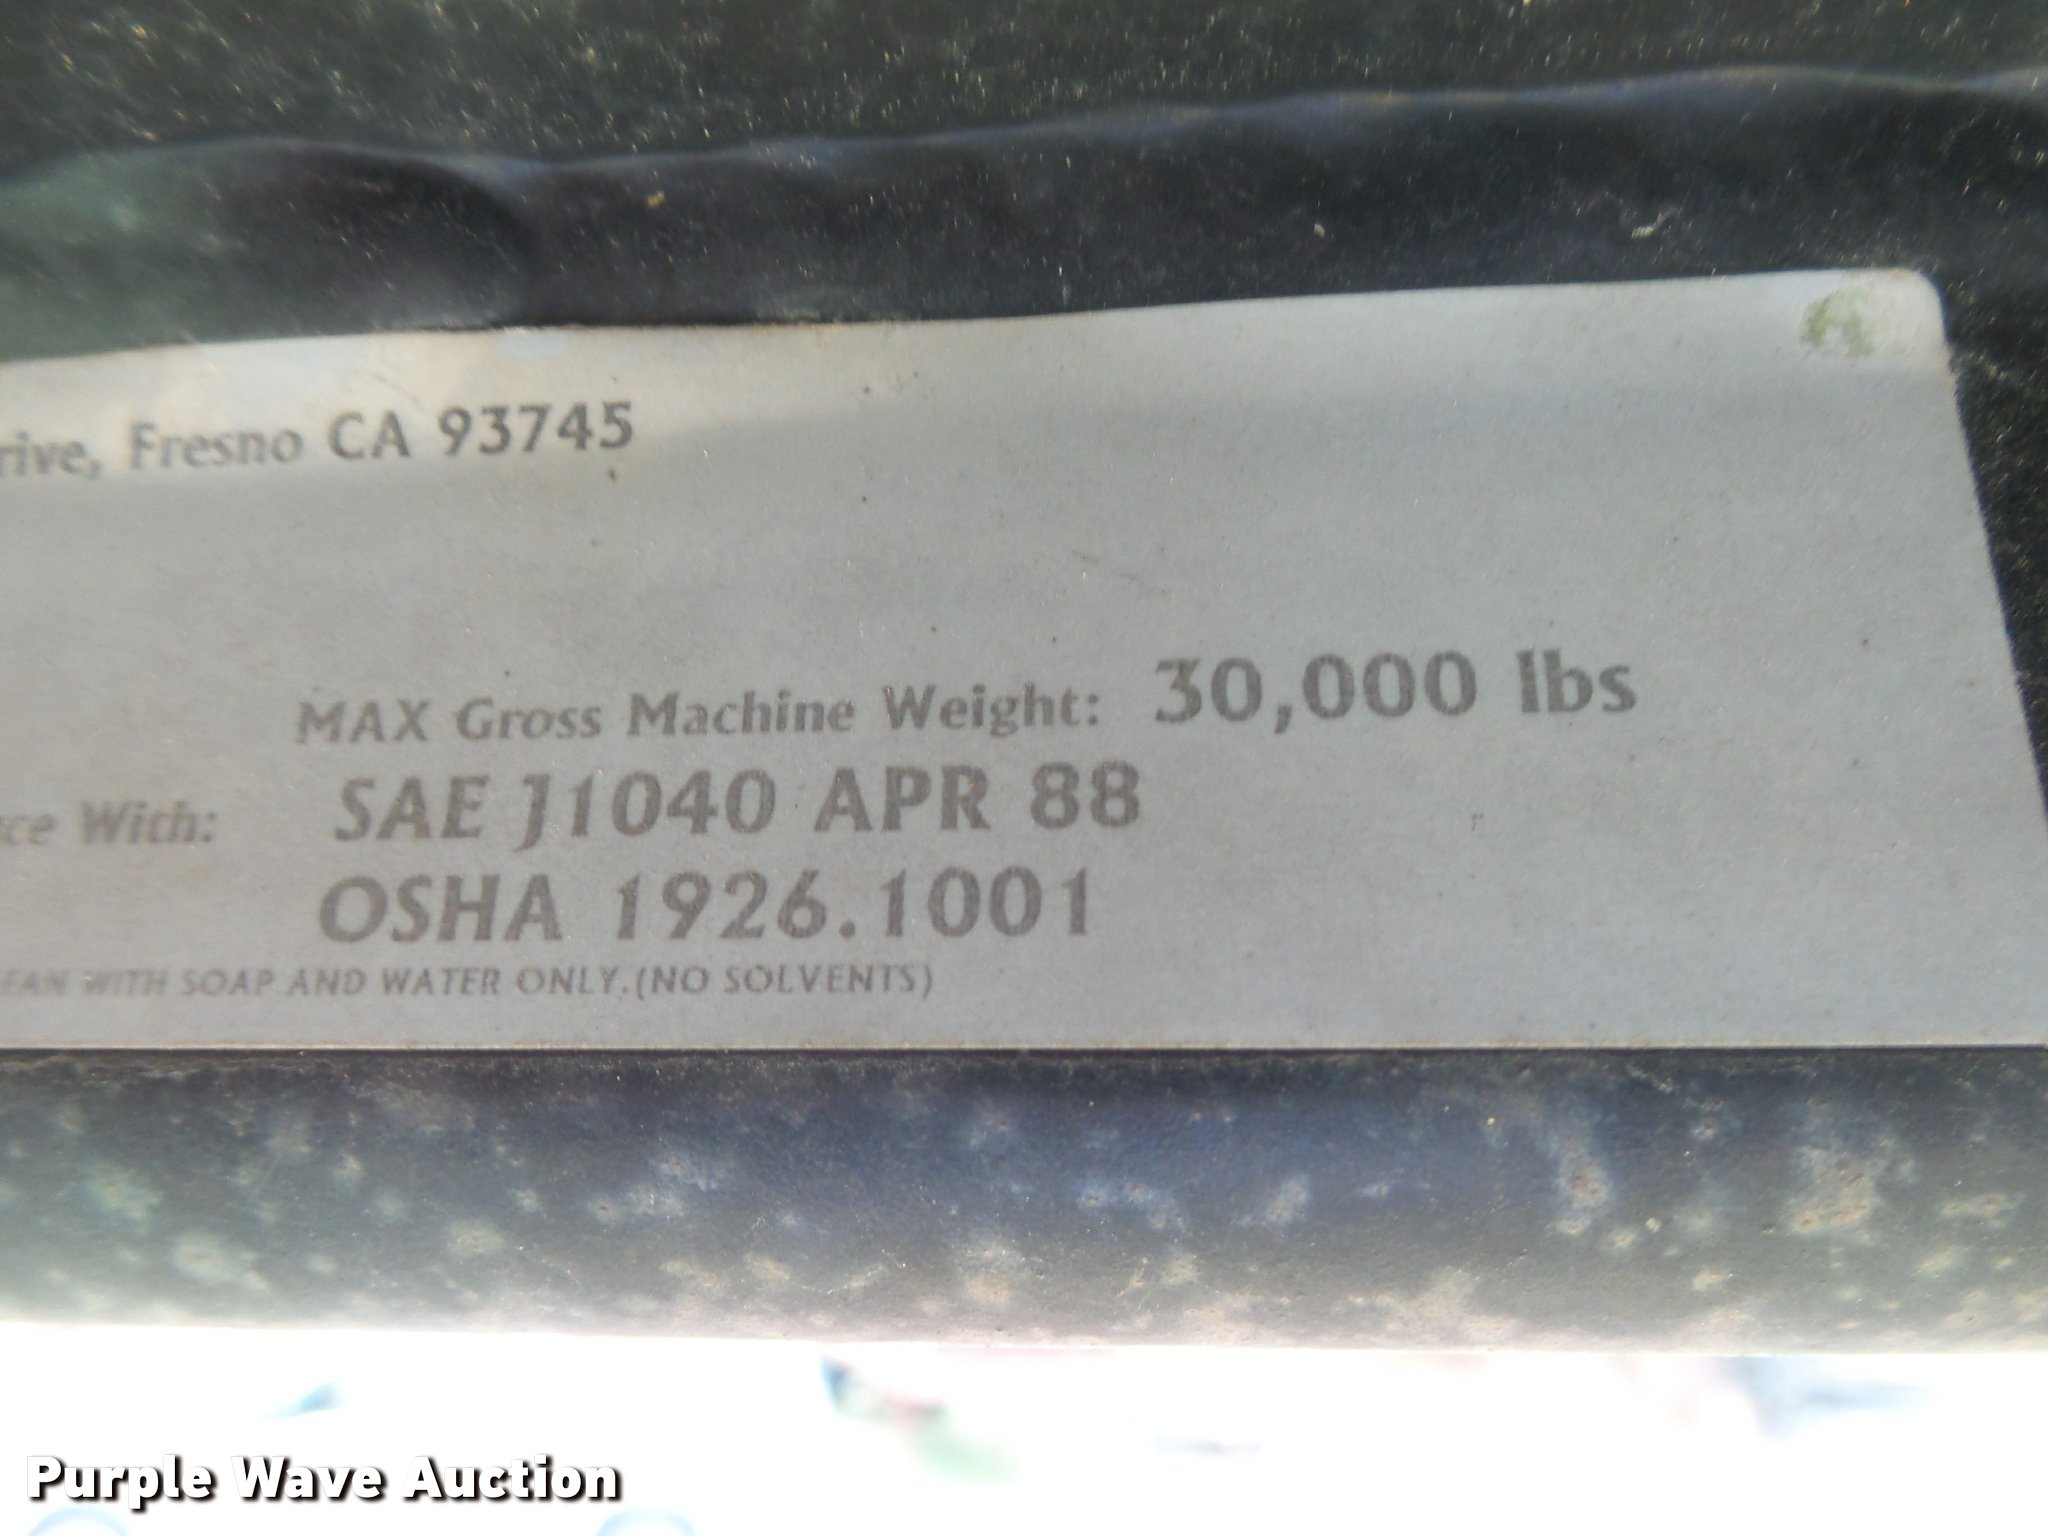 rive, Fresno CA 93745
MAX Gross Machine Weight: 30,000 lbs
ce With: SAE J1040 APR 88
OSHA 1926.1001
EAN WITH SOAP AND WATER ONLY.(NO SOLVENTS)
Purple Wave Auction